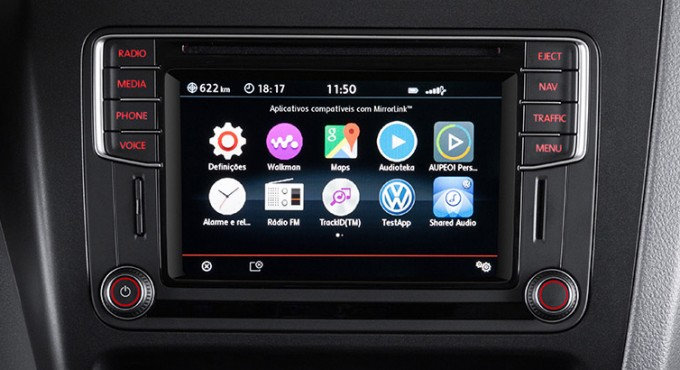 RADIO
MEDIA
PHONE
VOICE
EJECT
NAV
TRAFFIC
MENU
622 km 18:17 11:50
Aplicativos compatíveis com MirrorLink™
Definições Walkman Maps Audioteka AUPEO! Pers...
Alarme e rel... Rádio FM TrackID(TM) TestApp Shared Audio